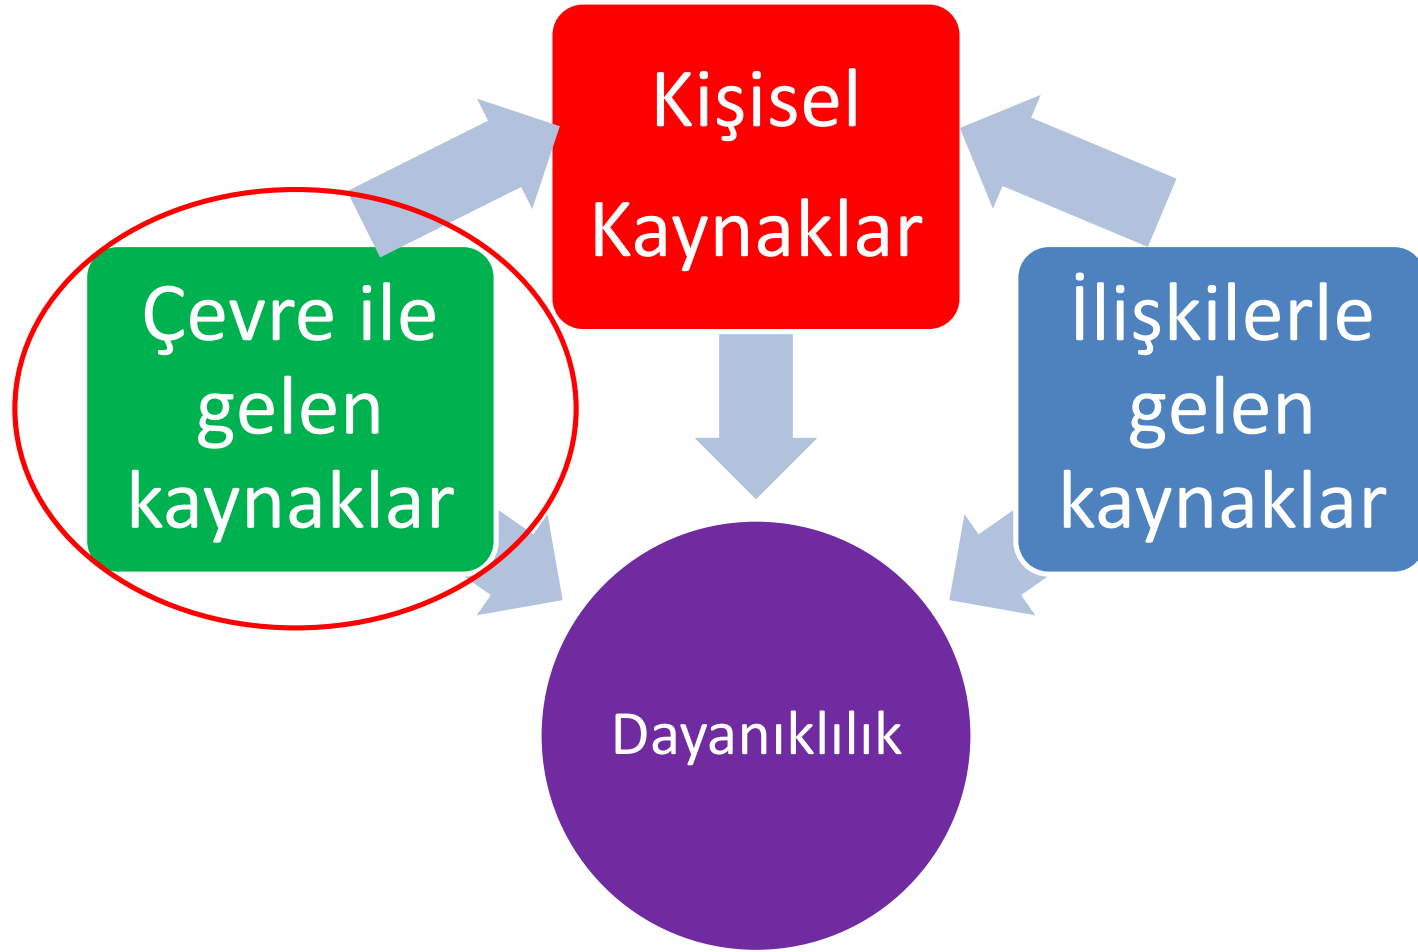 Kişisel
Kaynaklar
Çevre ile
gelen
kaynaklar
İlişkilerle
gelen
kaynaklar
Dayanıklılık